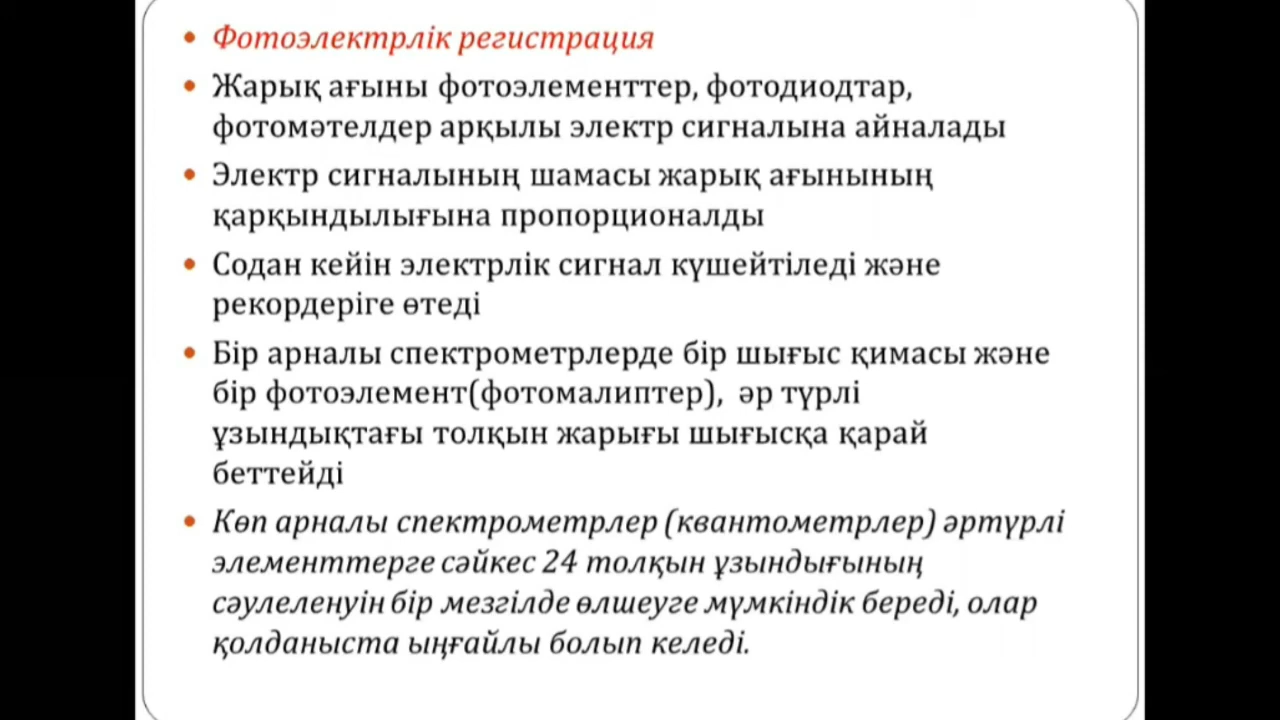 Фотоэлектрлік регистрация
Жарық ағыны фотоэлементтер, фотодиодтар,
фотомәтелдер арқылы электр сигналына айналады
Электр сигналының шамасы жарық ағынының
қарқындылығына пропорционалды
Содан кейін электрлік сигнал күшейтіледі және
рекордеріге өтеді
Бір арналы спектрометрлерде бір шығыс қимасы және
бір фотоэлемент(фотомалиптер), әр түрлі
ұзындықтағы толқын жарығы шығысқа қарай
беттейді
Көп арналы спектрометрлер (квантометрлер) әртүрлі
элементтерге сәйкес 24 толқын ұзындығының
сәулеленуін бір мезгілде өлшеуге мүмкіндік береді, олар
қолданыста ыңғайлы болып келеді.